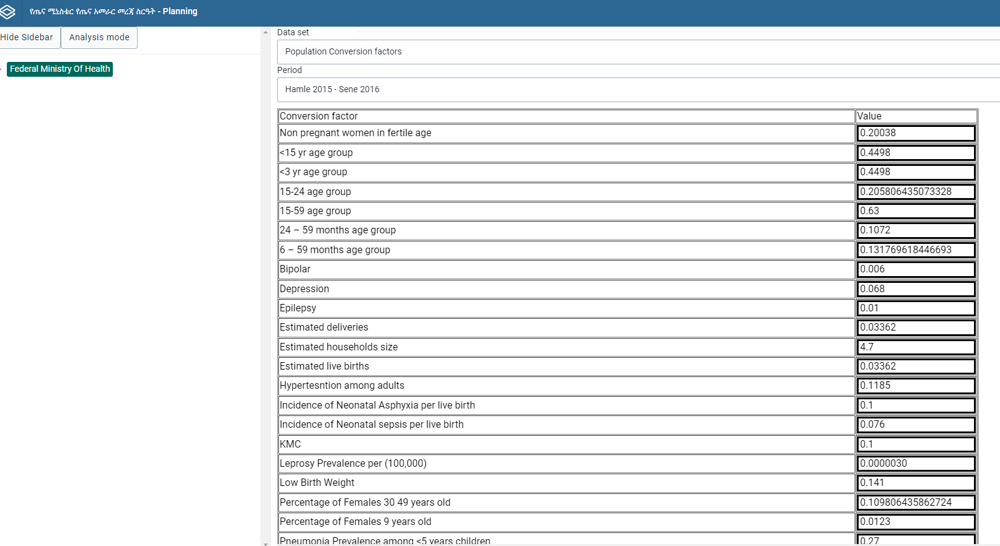 የጤና ሚኒስቴር የጤና አመራር መረጃ ስርዓት - Planning
Hide Sidebar
Analysis mode
Federal Ministry Of Health
Data set
Population Conversion factors
Period
Hamle 2015 - Sene 2016
Conversion factor Value
Non pregnant women in fertile age 0.20038
<15 yr age group 0.4498
<3 yr age group 0.4498
15-24 age group 0.205806435073328
15-59 age group 0.63
24 – 59 months age group 0.1072
6 – 59 months age group 0.131769618446693
Bipolar 0.006
Depression 0.068
Epilepsy 0.01
Estimated deliveries 0.03362
Estimated households size 4.7
Estimated live births 0.03362
Hypertesntion among adults 0.1185
Incidence of Neonatal Asphyxia per live birth 0.1
Incidence of Neonatal sepsis per live birth 0.076
KMC 0.1
Leprosy Prevalence per (100,000) 0.0000030
Low Birth Weight 0.141
Percentage of Females 30 49 years old 0.109806435862724
Percentage of Females 9 years old 0.0123
Pneumonia Prevalence among <5 years children 0.27